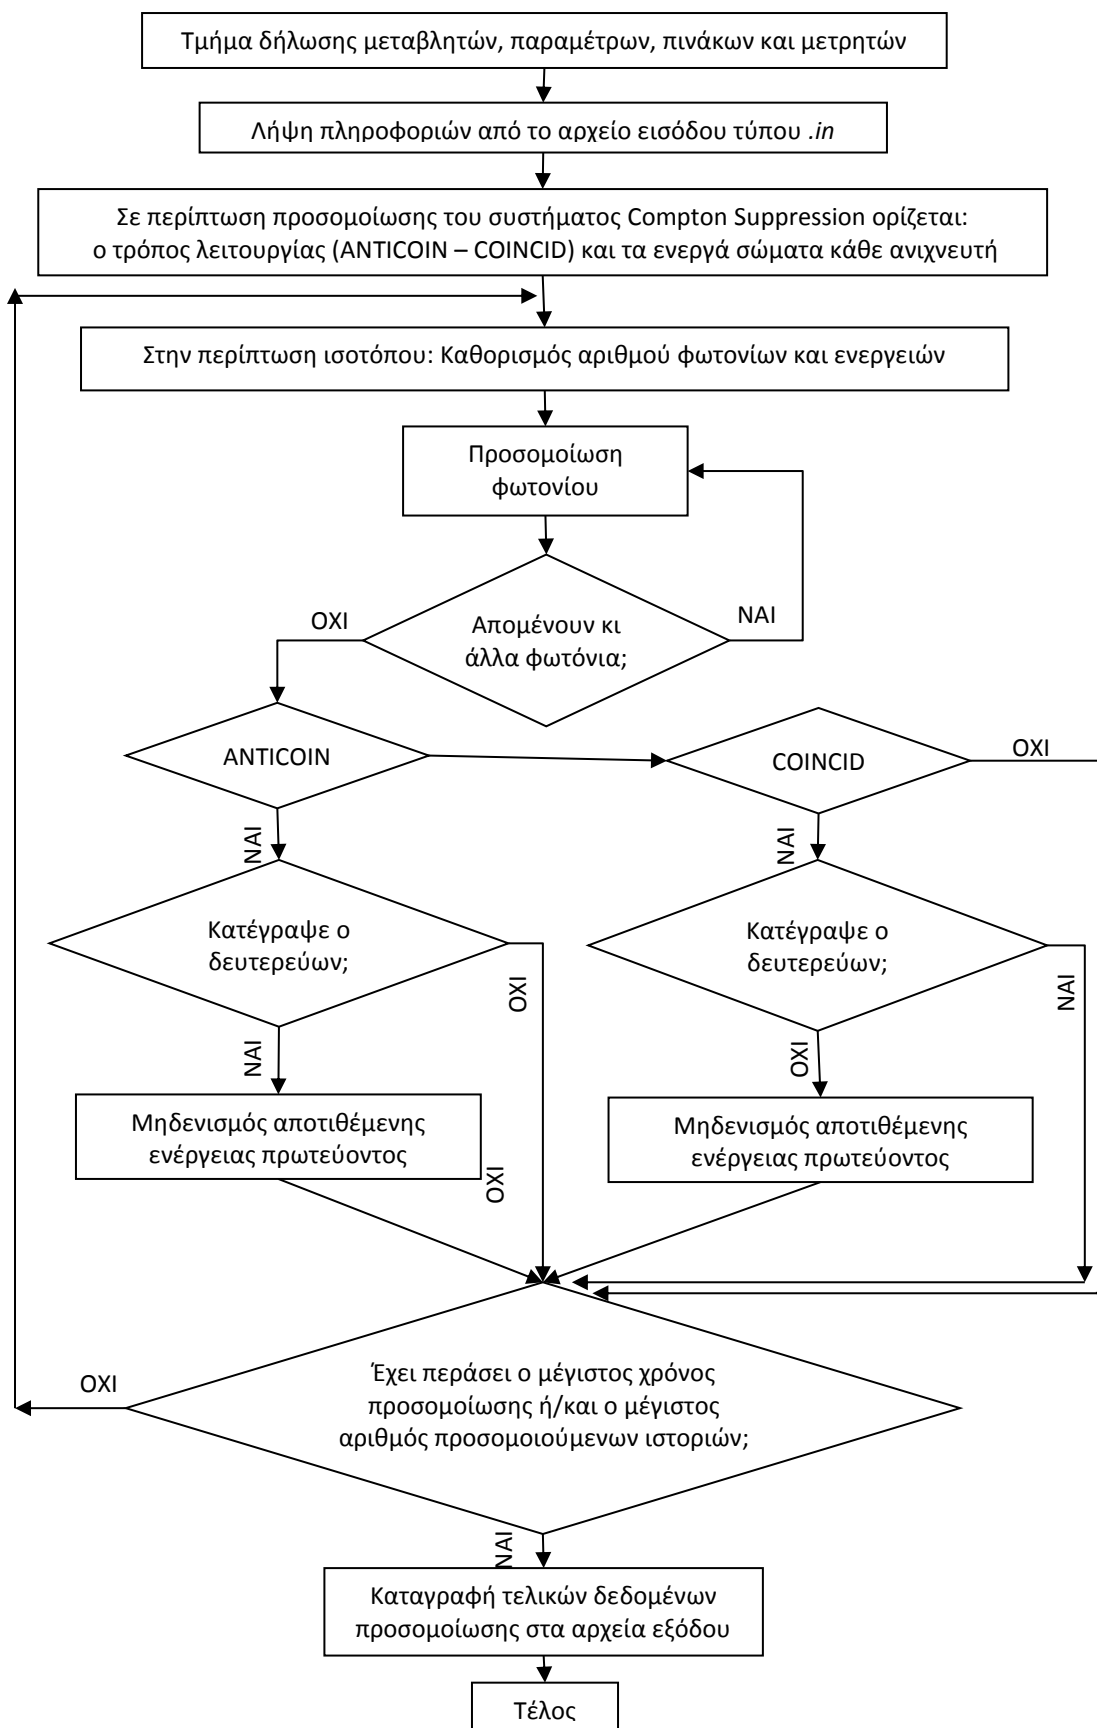 Τμήμα δήλωσης μεταβλητών, παραμέτρων, πινάκων και μετρητών
Λήψη πληροφοριών από το αρχείο εισόδου τύπου .in
Σε περίπτωση προσομοίωσης του συστήματος Compton Suppression ορίζεται:
ο τρόπος λειτουργίας (ANTICOIN – COINCID) και τα ενεργά σώματα κάθε ανιχνευτή
Στην περίπτωση ισοτόπου: Καθορισμός αριθμού φωτονίων και ενεργειών
Προσομοίωση
φωτονίου
ΟΧΙ
Απομένουν κι
άλλα φωτόνια;
ΝΑΙ
ANTICOIN
COINCID
ΟΧΙ
ΝΑΙ
ΝΑΙ
Κατέγραψε ο
δευτερεύων;
ΟΧΙ
Κατέγραψε ο
δευτερεύων;
ΝΑΙ
ΝΑΙ
ΟΧΙ
Μηδενισμός αποτιθέμενης
ενέργειας πρωτεύοντος
ΟΧΙ
Μηδενισμός αποτιθέμενης
ενέργειας πρωτεύοντος
ΟΧΙ
Έχει περάσει ο μέγιστος χρόνος
προσομοίωσης ή/και ο μέγιστος
αριθμός προσομοιούμενων ιστοριών;
ΝΑΙ
Καταγραφή τελικών δεδομένων
προσομοίωσης στα αρχεία εξόδου
Τέλος